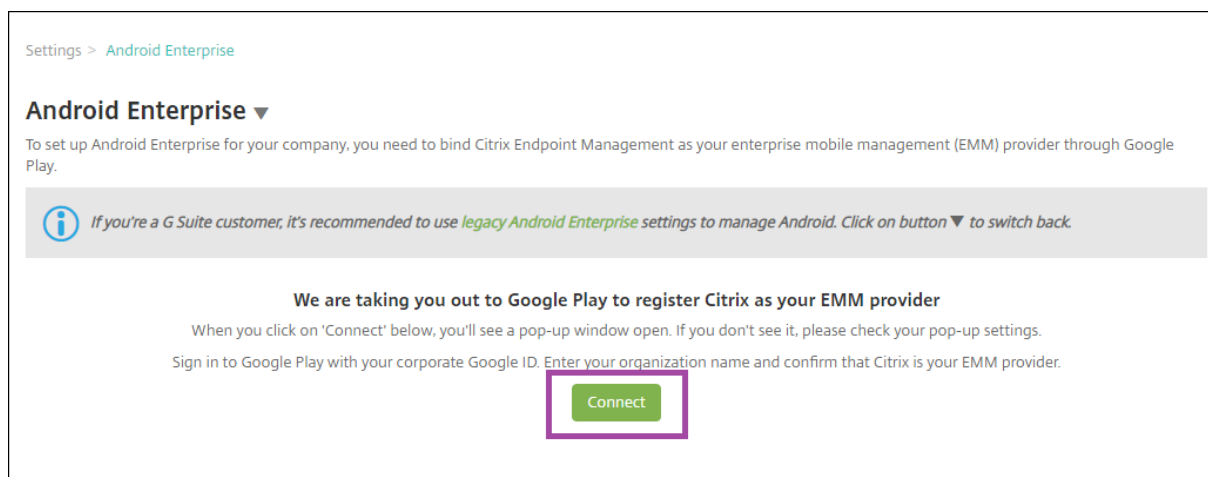 Settings > Android Enterprise
Android Enterprise ▼
To set up Android Enterprise for your company, you need to bind Citrix Endpoint Management as your enterprise mobile management (EMM) provider through Google
Play.
If you're a G Suite customer, it's recommended to use legacy Android Enterprise settings to manage Android. Click on button ▼ to switch back.
We are taking you out to Google Play to register Citrix as your EMM provider
When you click on 'Connect' below, you'll see a pop-up window open. If you don't see it, please check your pop-up settings.
Sign in to Google Play with your corporate Google ID. Enter your organization name and confirm that Citrix is your EMM provider.
Connect